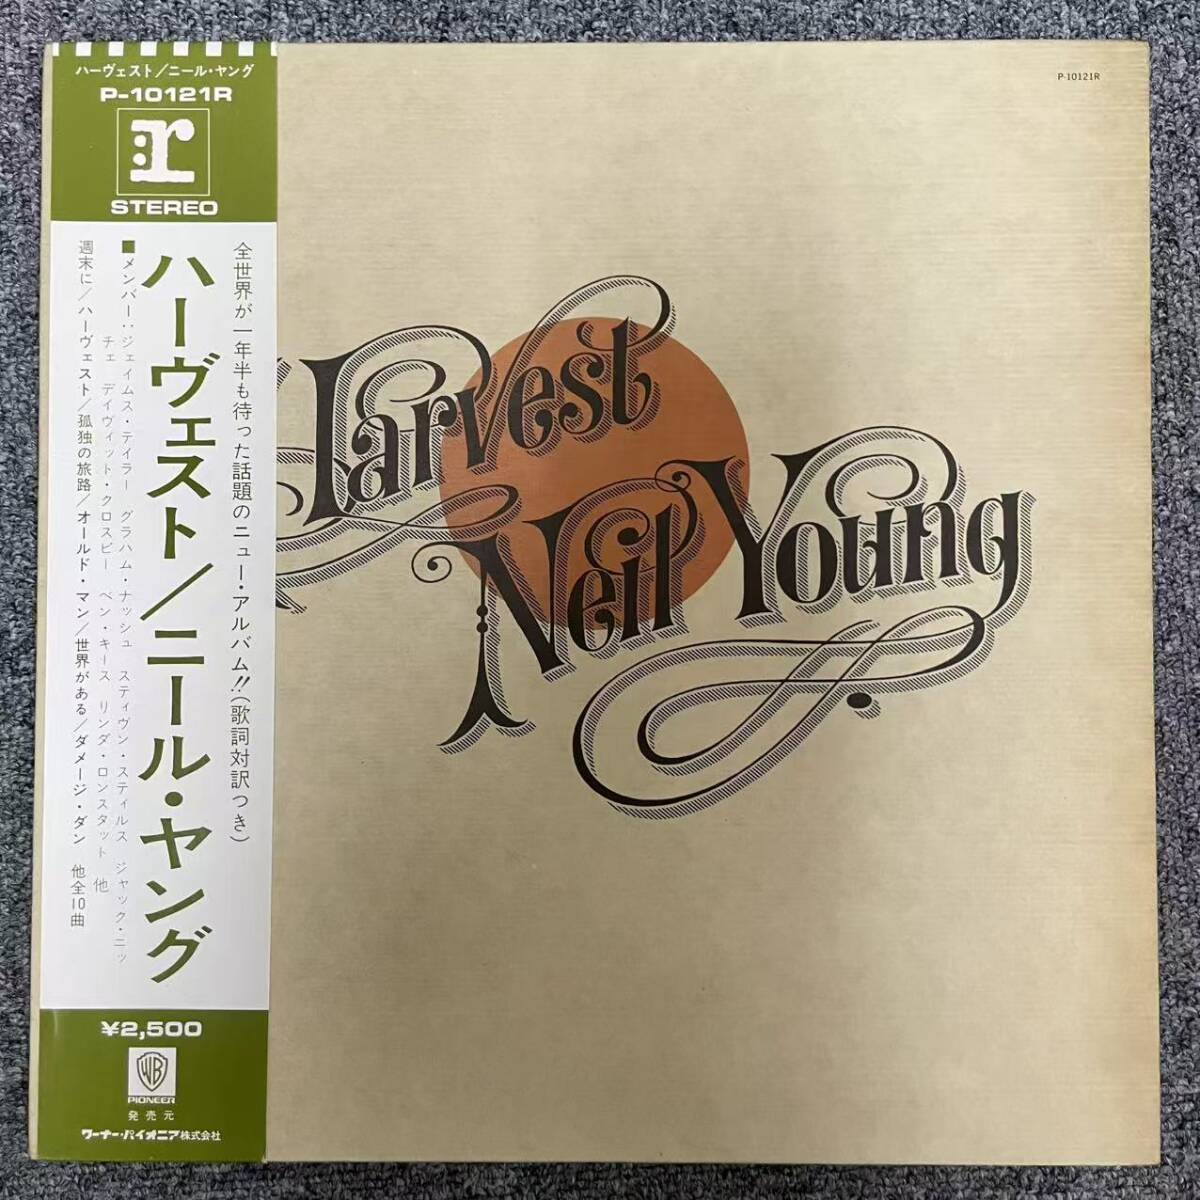 ハーヴェスト/ニール・ヤング
P-10121R
r
STEREO
全世界が一年半も待った話題のニュー・アルバム!!(歌詞対訳つき)
ハーヴェスト/ニール・ヤング
■メンバー:ジェイムス・テイラー グラハム・ナッシュ スティヴン・スティルス ジャック・ニッ
チェ デイヴィット・クロスビー ベン・キース リンダ・ロンスタット 他
週末に/ハーヴェスト/孤独の旅路/オールド・マン/世界がある/ダメージ・ダン 他全10曲
¥2,500
WB
PIONEER
発売元
ワーナー・パイオニア株式会社
P-10121R
Harvest
Neil Young